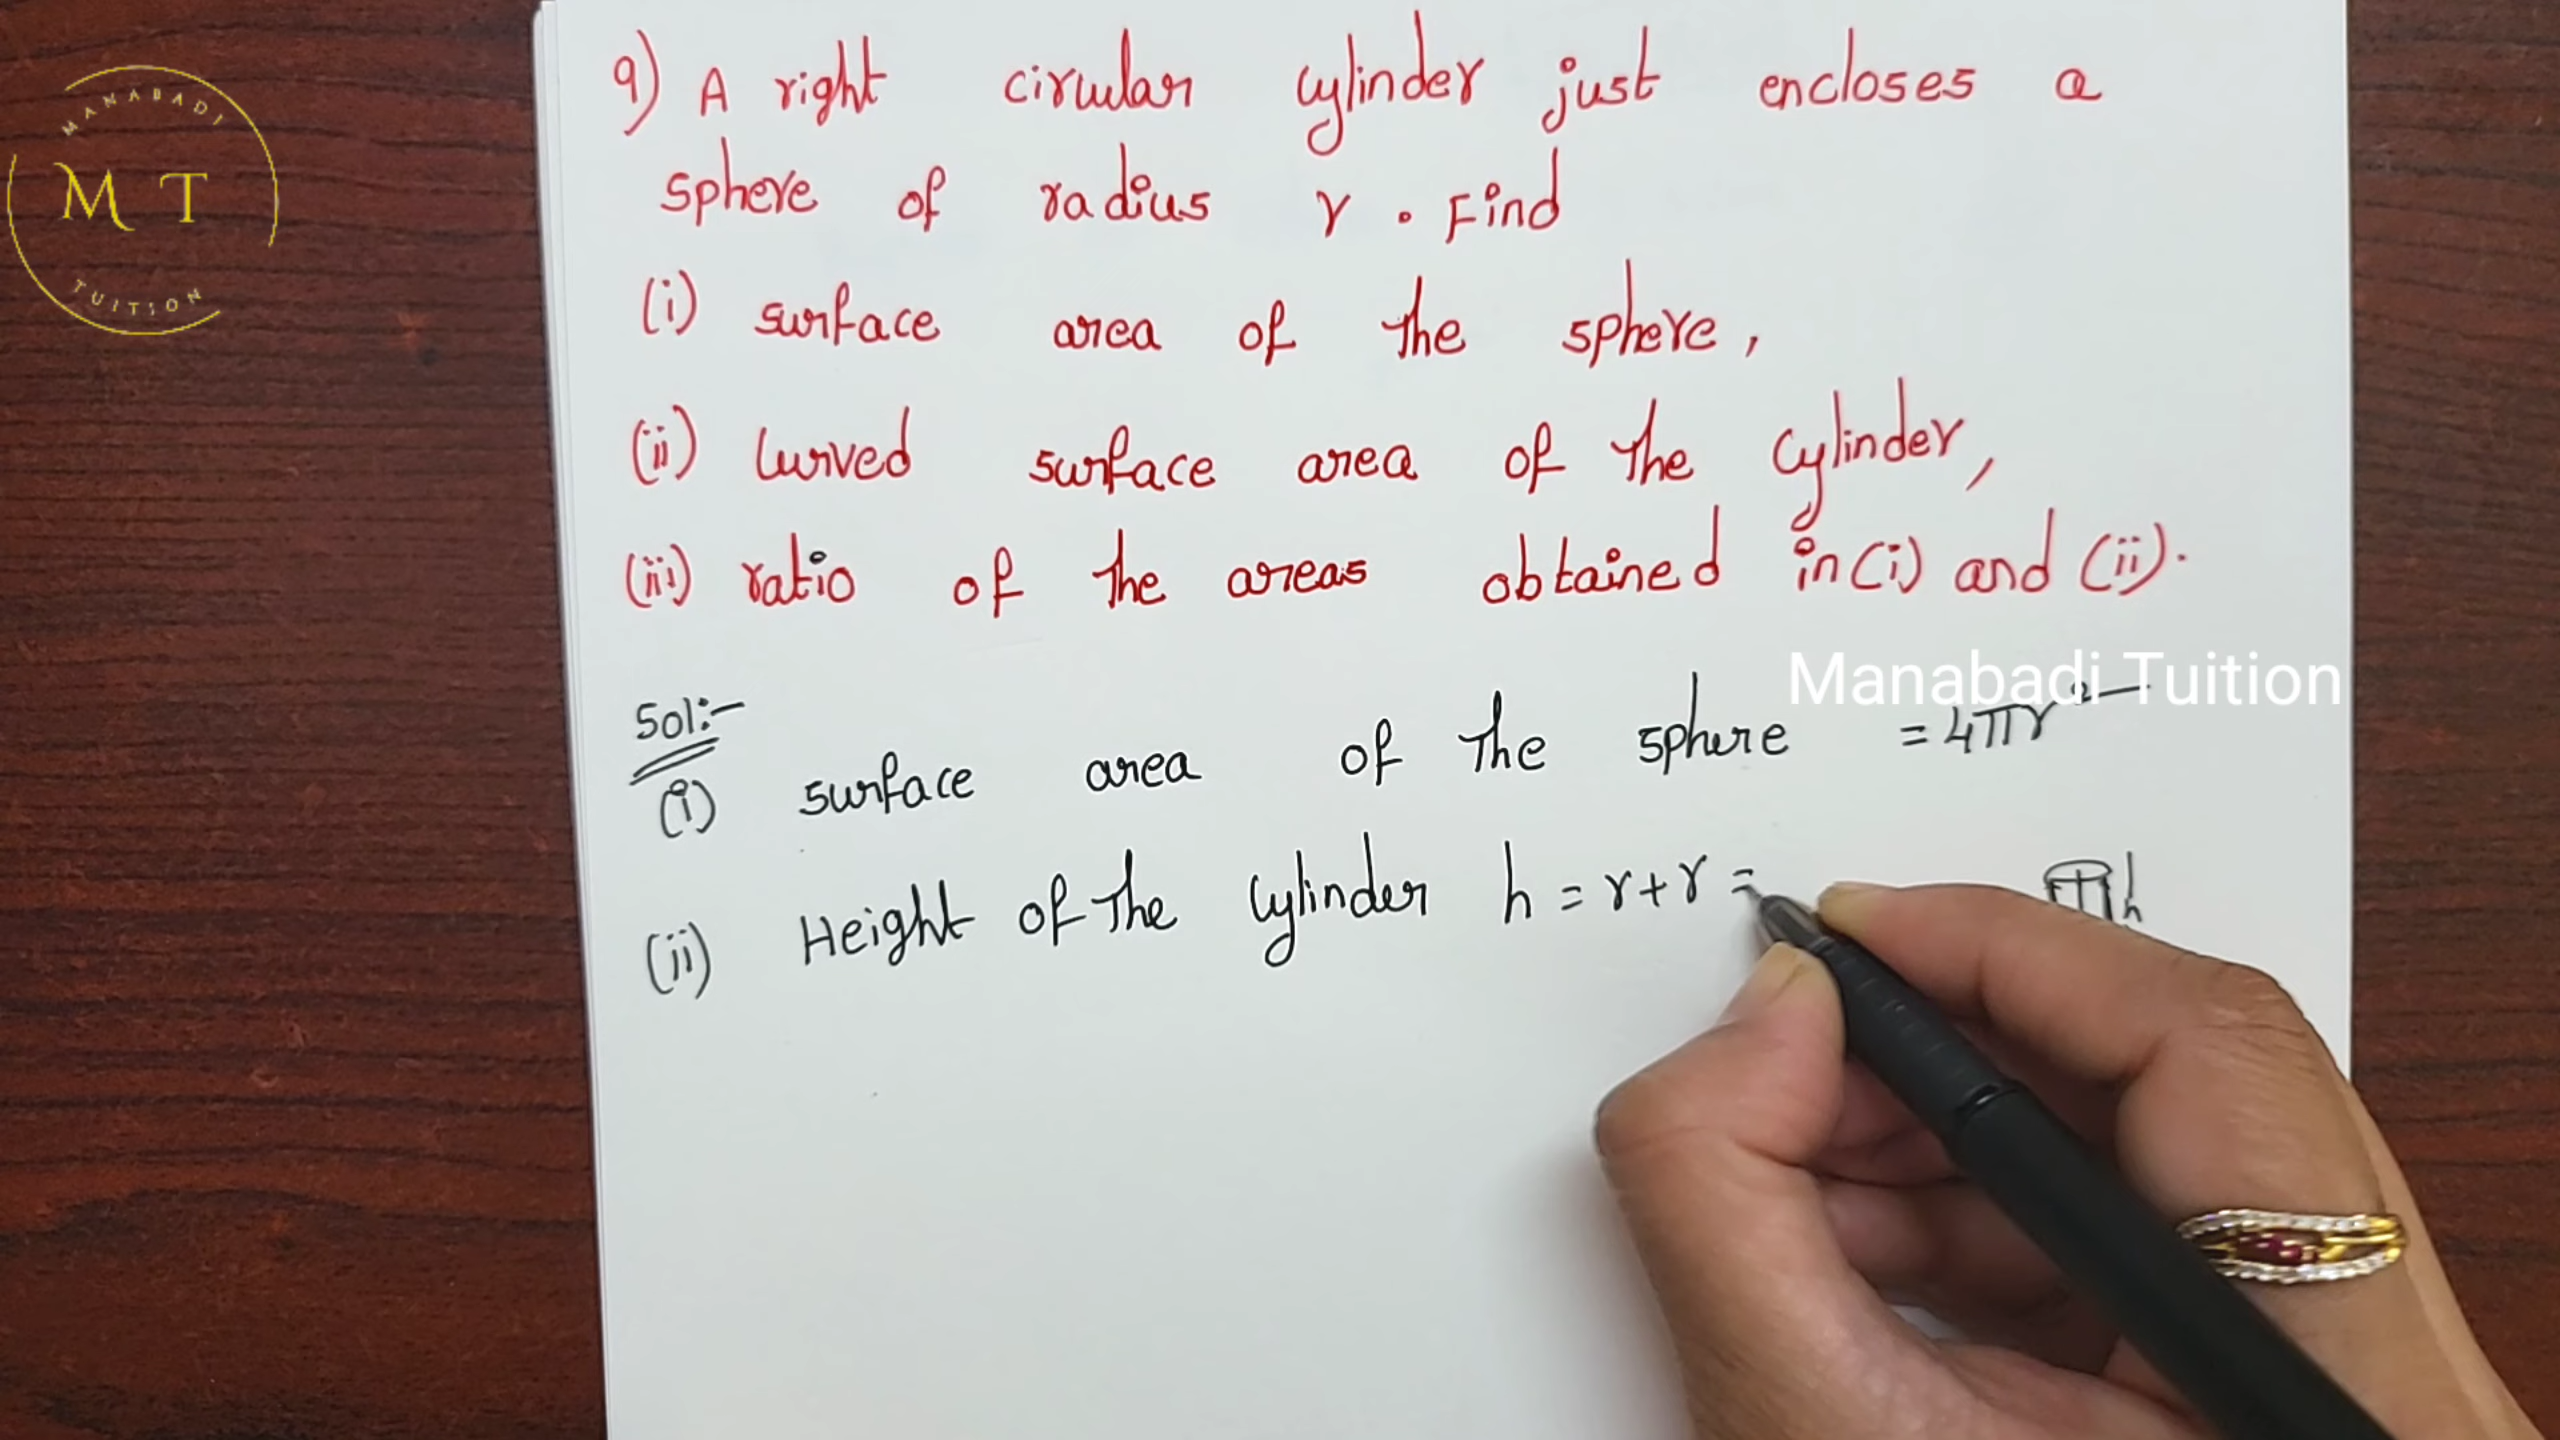 MANABADI
M T
TUITION
9) A right circular cylinder just encloses a
sphere of radius r. Find
(i) surface area of the sphere,
(ii) Curved surface area of the cylinder,
(iii) ratio of the areas obtained in (i) and (ii).
Manabadi Tuition
Sol:-
(i) surface area of the sphere = 4πr²
(ii) Height of the cylinder h = r+r =
h